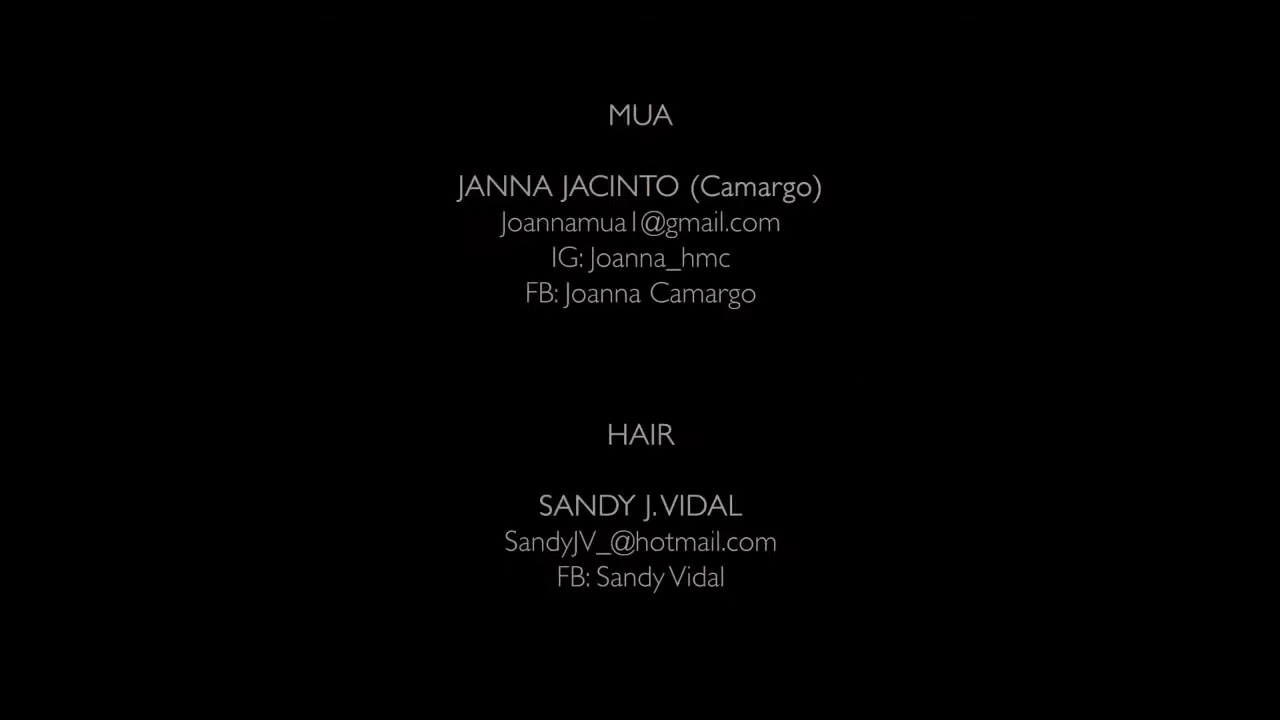 MUA
JANNA JACINTO (Camargo)
Joannamua1@gmail.com
IG: Joanna_hmc
FB: Joanna Camargo
HAIR
SANDY J. VIDAL
SandyJV_@hotmail.com
FB: Sandy Vidal